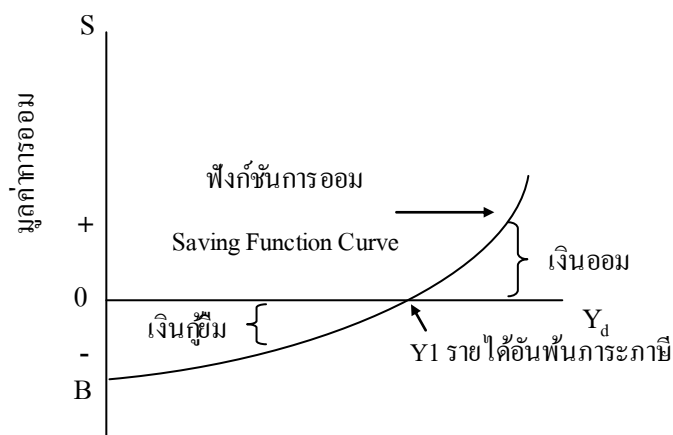 S
มูลค่าการออม
ฟังก์ชันการออม
+
Saving Function Curve
เงินออม
0
เงินกู้ยืม
Yd
-
Y1 รายได้อันพ้นภาระภาษี
B